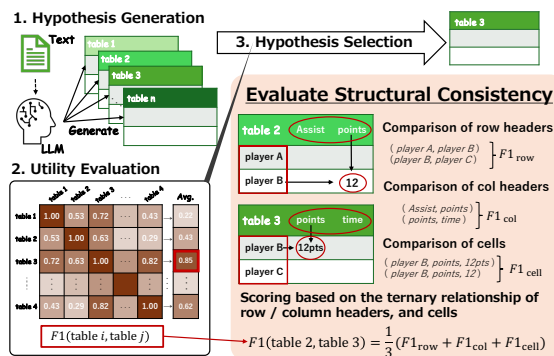 1. Hypothesis Generation
Text
LLM
Generate
table 1
table 2
table 3
table n
3. Hypothesis Selection
table 3
2. Utility Evaluation
table 1 table 2 table 3 ... table 4 Avg.
table 1 1.00 0.53 0.72 ... 0.43 0.22
table 2 0.53 1.00 0.63 ... 0.29 0.43
table 3 0.72 0.63 1.00 ... 0.82 0.85
table 4 0.43 0.29 0.82 ... 1.00 0.62
F1(table i, table j)
Evaluate Structural Consistency
table 2 Assist points
player A
player B 12
Comparison of row headers
(player A, player B)
(player B, player C)
F1 row
Comparison of col headers
(Assist, points)
(points, time)
F1 col
table 3 points time
player B 12pts
player C
Comparison of cells
(player B, points, 12pts)
(player B, points, 12)
F1 cell
Scoring based on the ternary relationship of
row / column headers, and cells
F1(table 2, table 3) = 1/3 (F1row + F1col + F1cell)